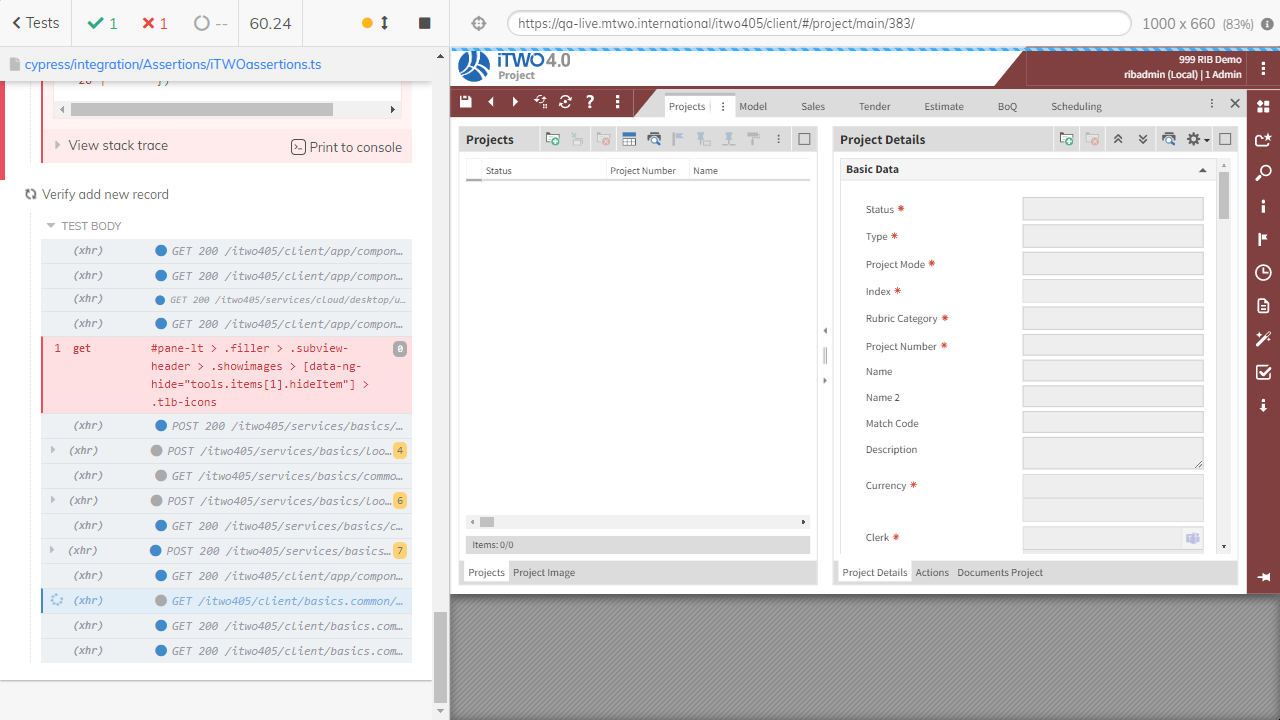 Tests
1
1
--
60.24
https://qa-live.mtwo.international/itwo405/client/#/project/main/383/
1000 x 660 (83%)
cypress/integration/Assertions/iTWOassertions.ts
View stack trace
Print to console
Verify add new record
TEST BODY
(xhr) GET 200 /itwo405/client/app/compon...
(xhr) GET 200 /itwo405/client/app/compon...
(xhr) GET 200 /itwo405/services/cloud/desktop/u...
(xhr) GET 200 /itwo405/client/app/compon...
1 get #pane-lt > .filler > .subview- 0
header > .showimages > [data-ng-
hide="tools.items[1].hideItem"] >
.tlb-icons
(xhr) POST 200 /itwo405/services/basics/...
(xhr) POST /itwo405/services/basics/loo... 4
(xhr) GET /itwo405/services/basics/commo...
(xhr) POST /itwo405/services/basics/loo... 6
(xhr) GET 200 /itwo405/services/basics/c...
(xhr) POST 200 /itwo405/services/basics... 7
(xhr) GET 200 /itwo405/client/app/compon...
(xhr) GET /itwo405/client/basics.common/...
(xhr) GET 200 /itwo405/client/basics.com...
(xhr) GET 200 /itwo405/client/basics.com...
iTWO 4.0
Project
999 RIB Demo
ribadmin (Local) | 1 Admin
Projects
Model
Sales
Tender
Estimate
BoQ
Scheduling
Projects
Status
Project Number
Name
Items: 0/0
Projects
Project Image
Project Details
Basic Data
Status *
Type *
Project Mode *
Index *
Rubric Category *
Project Number *
Name
Name 2
Match Code
Description
Currency *
Clerk *
Project Details
Actions
Documents Project